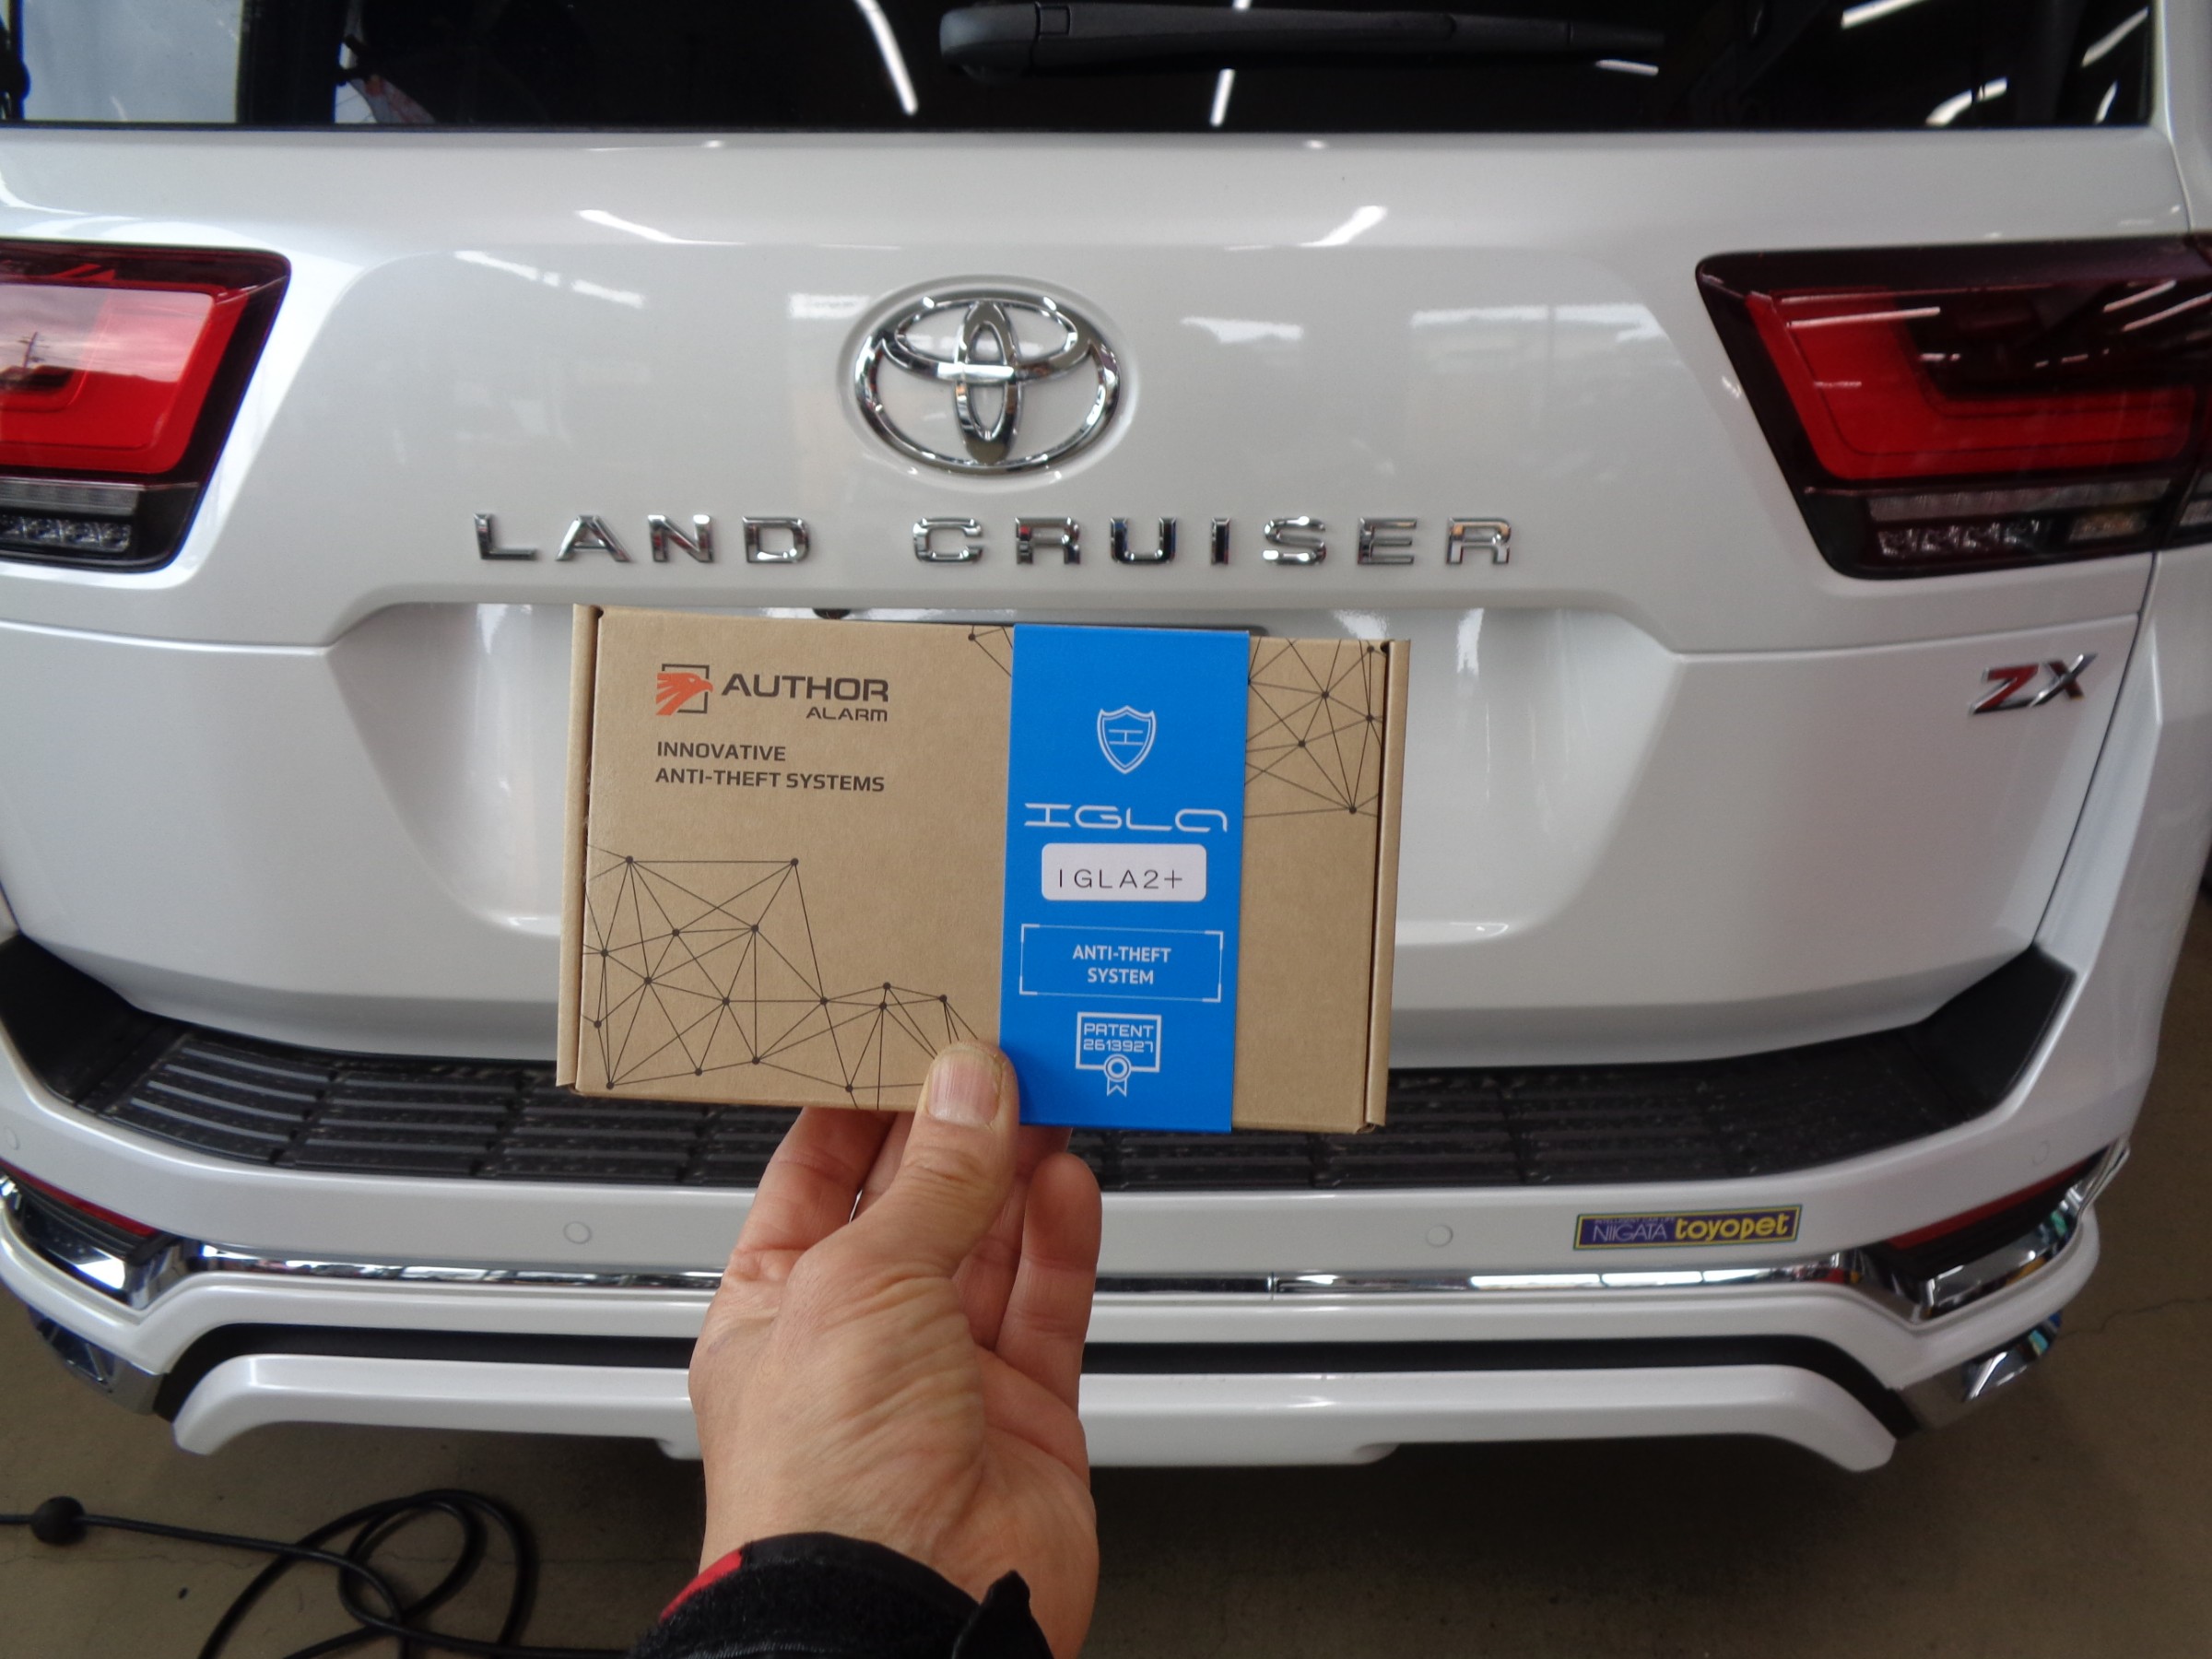 LAND CRUISER
ZX
AUTHOR
ALARM
INNOVATIVE
ANTI-THEFT SYSTEMS
IGLA
IGLA2+
ANTI-THEFT
SYSTEM
PATENT
2613927
NIIGATA toyopet